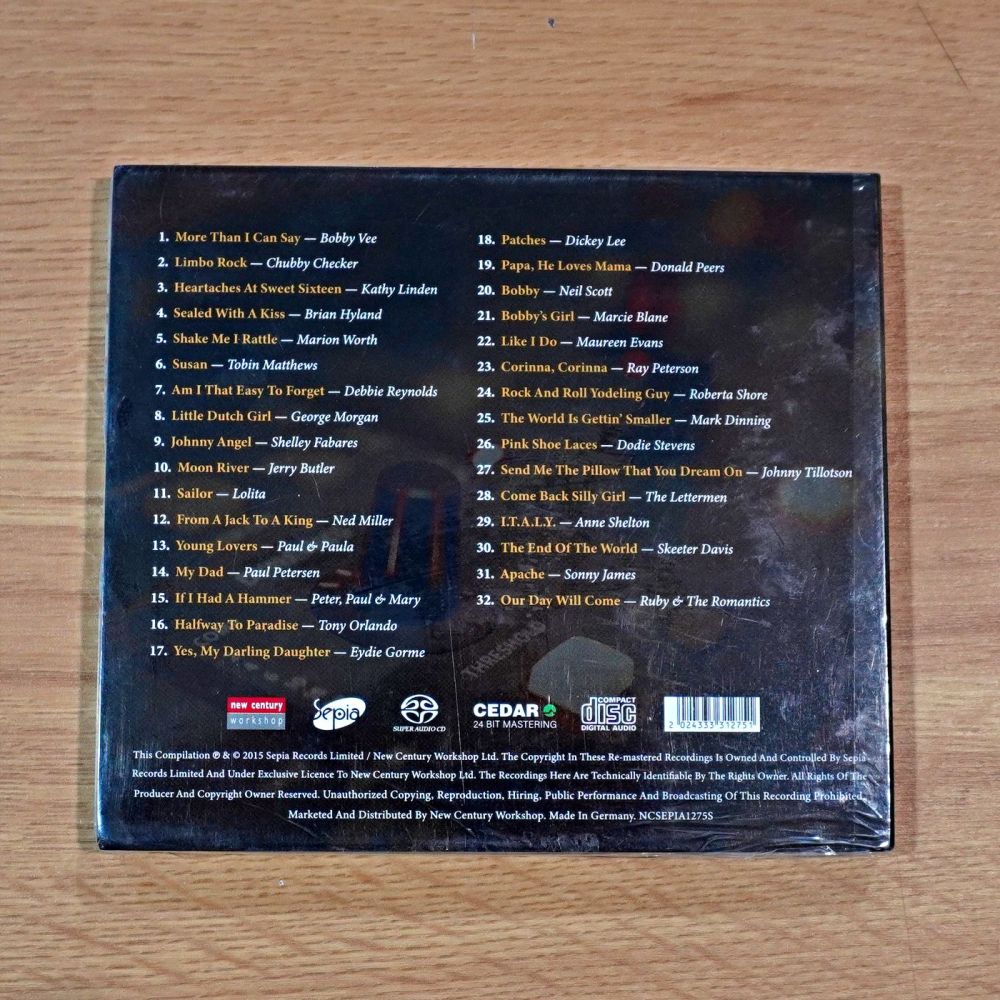 1. More Than I Can Say — Bobby Vee
2. Limbo Rock — Chubby Checker
3. Heartaches At Sweet Sixteen — Kathy Linden
4. Sealed With A Kiss — Brian Hyland
5. Shake Me I Rattle — Marion Worth
6. Susan — Tobin Matthews
7. Am I That Easy To Forget — Debbie Reynolds
8. Little Dutch Girl — George Morgan
9. Johnny Angel — Shelley Fabares
10. Moon River — Jerry Butler
11. Sailor — Lolita
12. From A Jack To A King — Ned Miller
13. Young Lovers — Paul & Paula
14. My Dad — Paul Petersen
15. If I Had A Hammer — Peter, Paul & Mary
16. Halfway To Paradise — Tony Orlando
17. Yes, My Darling Daughter — Eydie Gorme
18. Patches — Dickey Lee
19. Papa, He Loves Mama — Donald Peers
20. Bobby — Neil Scott
21. Bobby's Girl — Marcie Blane
22. Like I Do — Maureen Evans
23. Corinna, Corinna — Ray Peterson
24. Rock And Roll Yodeling Guy — Roberta Shore
25. The World Is Gettin' Smaller — Mark Dinning
26. Pink Shoe Laces — Dodie Stevens
27. Send Me The Pillow That You Dream On — Johnny Tillotson
28. Come Back Silly Girl — The Lettermen
29. I.T.A.L.Y. — Anne Shelton
30. The End Of The World — Skeeter Davis
31. Apache — Sonny James
32. Our Day Will Come — Ruby & The Romantics
new century
workshop
Sepia
SUPER AUDIO CD
CEDAR
24 BIT MASTERING
COMPACT
disc
DIGITAL AUDIO
2 024333 312751
This Compilation ℗ & © 2015 Sepia Records Limited / New Century Workshop Ltd. The Copyright In These Re-mastered Recordings Is Owned And Controlled By Sepia
Records Limited And Under Exclusive Licence To New Century Workshop Ltd. The Recordings Here Are Technically Identifiable By The Rights Owner. All Rights Of The
Producer And Copyright Owner Reserved. Unauthorized Copying, Reproduction, Hiring, Public Performance And Broadcasting Of This Recording Prohibited.
Marketed And Distributed By New Century Workshop. Made In Germany. NCSEPIA1275S